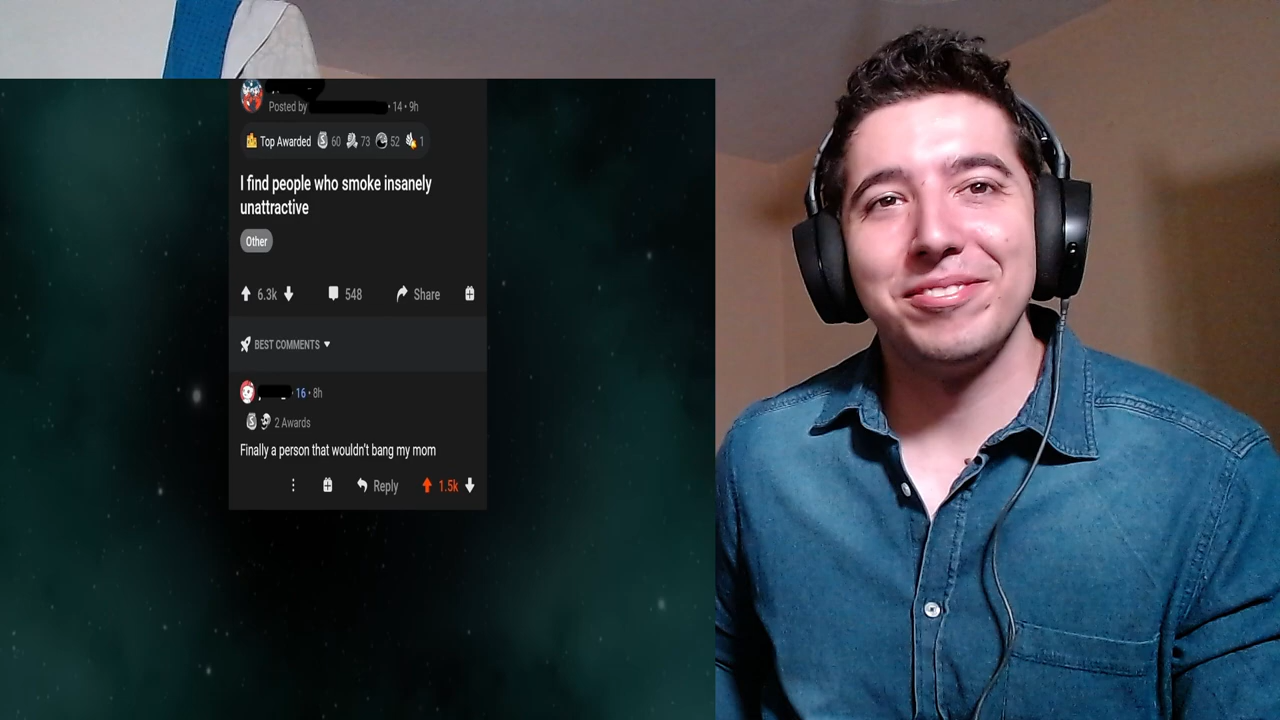 Posted by · 14 · 9h
Top Awarded 60 73 52 1
I find people who smoke insanely
unattractive
Other
6.3k 548 Share
BEST COMMENTS
· 16 · 8h
2 Awards
Finally a person that wouldn't bang my mom
Reply 1.5k